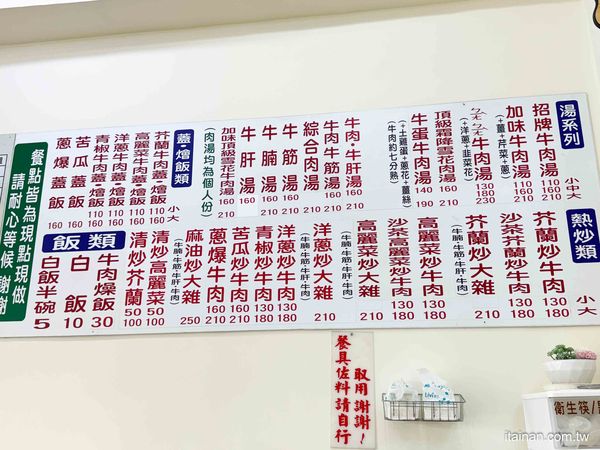 湯系列
小中大
招牌牛肉湯 110 160 210
加味牛肉湯 (+薑+芹菜+蔥) 160 210
老老牛肉湯 (+洋蔥+韭菜花) 130 180 230
頂級霜降雪花肉湯 160 210
牛蛋牛肉湯 (+土雞蛋+蔥花+薑絲) (牛肉約七分熟) 140 190
牛肉·牛肝湯 160 210
牛肉牛筋湯 160 210
綜合肉湯 210
牛筋湯 210
牛腩湯 210
牛肝湯 210
加味頂級雪花肉湯 210
(肉湯均為個人份)
蓋·燴飯類
小大
芥蘭牛肉蓋·燴飯 110 160
高麗菜牛肉蓋·燴飯 110 160
洋蔥牛肉蓋·燴飯 110 160
青椒牛肉蓋·燴飯 110 160
苦瓜蓋飯 160
蔥爆蓋飯 160
熱炒類
小大
芥蘭炒牛肉 130 180
沙茶芥蘭炒牛肉 130 180
芥蘭炒大雜 (牛腩·牛筋·牛肝·牛肉) 210
高麗菜炒牛肉 130 180
沙茶高麗菜炒牛肉 130 180
高麗菜炒大雜 (牛腩·牛筋·牛肝·牛肉) 210
洋蔥炒大雜 (牛腩·牛筋·牛肝·牛肉) 210
洋蔥炒牛肉 130 180
青椒炒牛肉 130 180
苦瓜炒牛肉 160 210
蔥爆牛肉 160 210
麻油炒大雜 (牛腩·牛筋·牛肝·牛肉) 250
清炒高麗菜 50 100
清炒芥蘭 50 100
飯類
牛肉燥飯 30
白飯 10
白飯半碗 5
餐點皆為現點現做
請耐心等候 謝謝
餐具佐料請自行
取用謝謝!
衛生筷/
itainan.com.tw